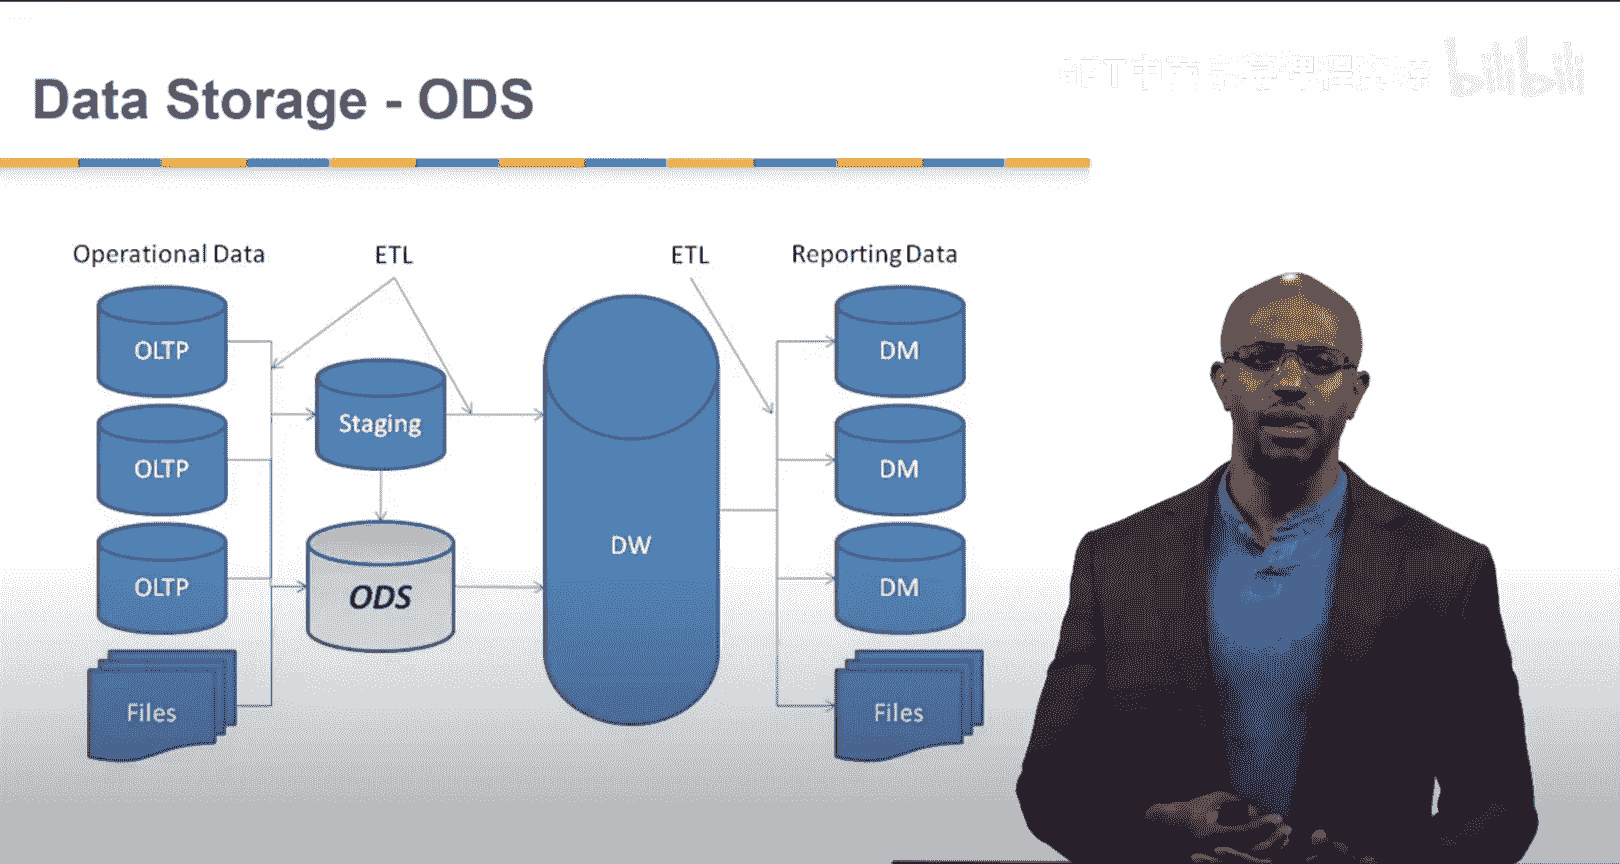 Data Storage - ODS
bilibili
Operational Data
ETL
ETL
Reporting Data
OLTP
DM
Staging
OLTP
DM
DW
OLTP
ODS
DM
Files
Files